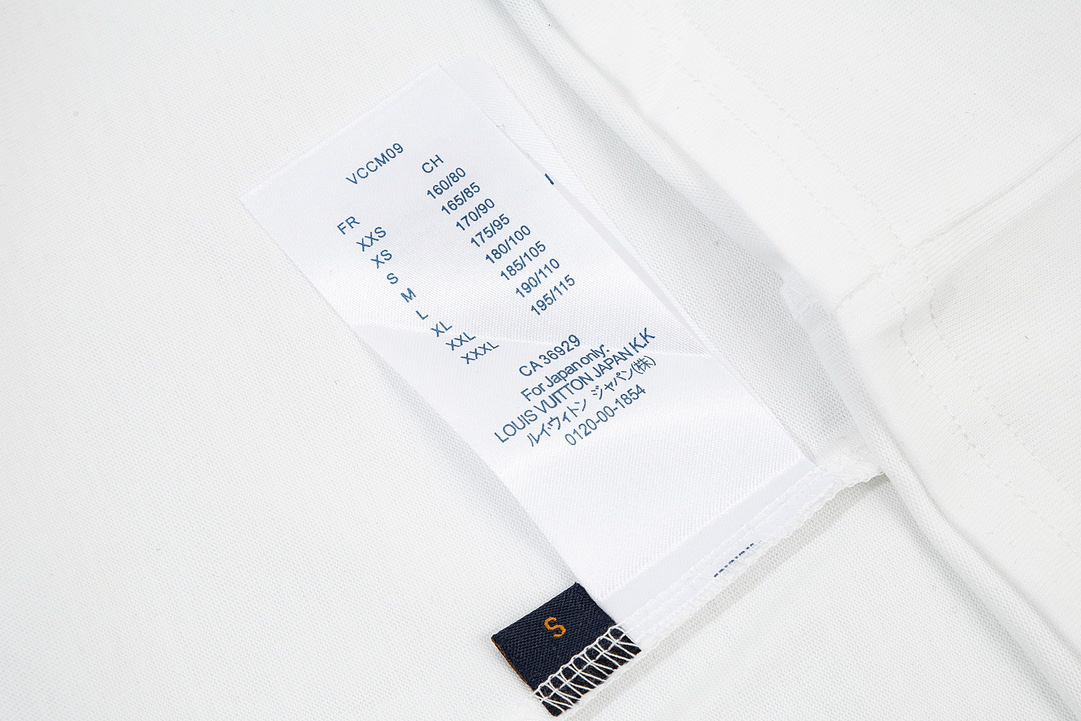 VCCM09
FR CH
XXS 160/80
XS 165/85
S 170/90
M 175/95
L 180/100
XL 185/105
XXL 190/110
XXXL 195/115
CA 36929
For Japan only:
LOUIS VUITTON JAPAN K.K
ルイ・ヴィトン ジャパン(株)
0120-00-1854
S